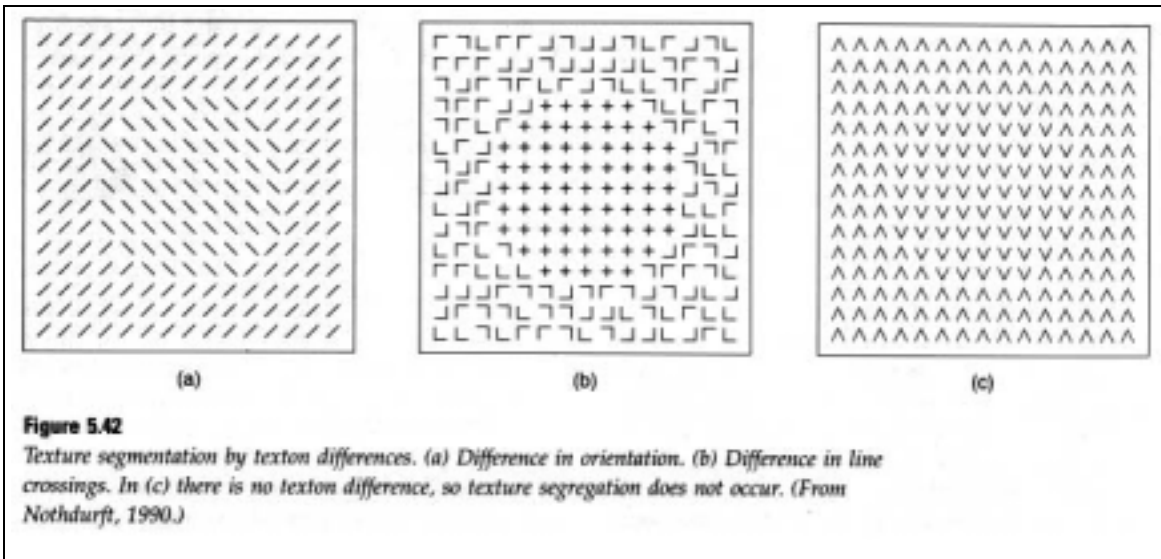 (a) (b) (c)
Figure 5.42
Texture segmentation by texton differences. (a) Difference in orientation. (b) Difference in line
crossings. In (c) there is no texton difference, so texture segregation does not occur. (From
Nothdurft, 1990.)